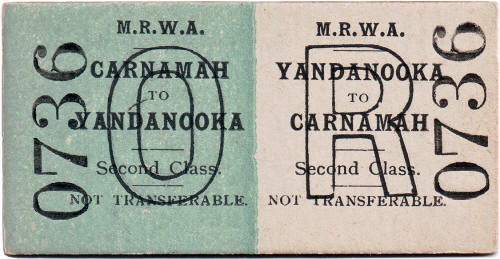 0736
M.R.W.A.
CARNAMAH
TO
YANDANOOKA
Second Class.
NOT TRANSFERABLE.
O
M.R.W.A.
YANDANOOKA
TO
CARNAMAH
Second Class.
NOT TRANSFERABLE.
R
0736